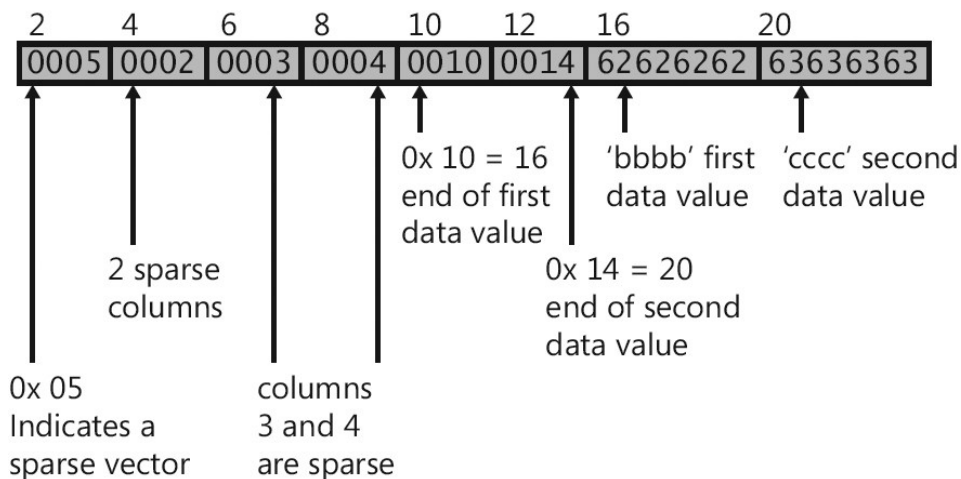 2 4 6 8 10 12 16 20
0005 0002 0003 0004 0010 0014 62626262 63636363
0x 10 = 16
end of first
data value
‘bbbb’ first
data value
‘cccc’ second
data value
2 sparse
columns
0x 14 = 20
end of second
data value
0x 05
Indicates a
sparse vector
columns
3 and 4
are sparse